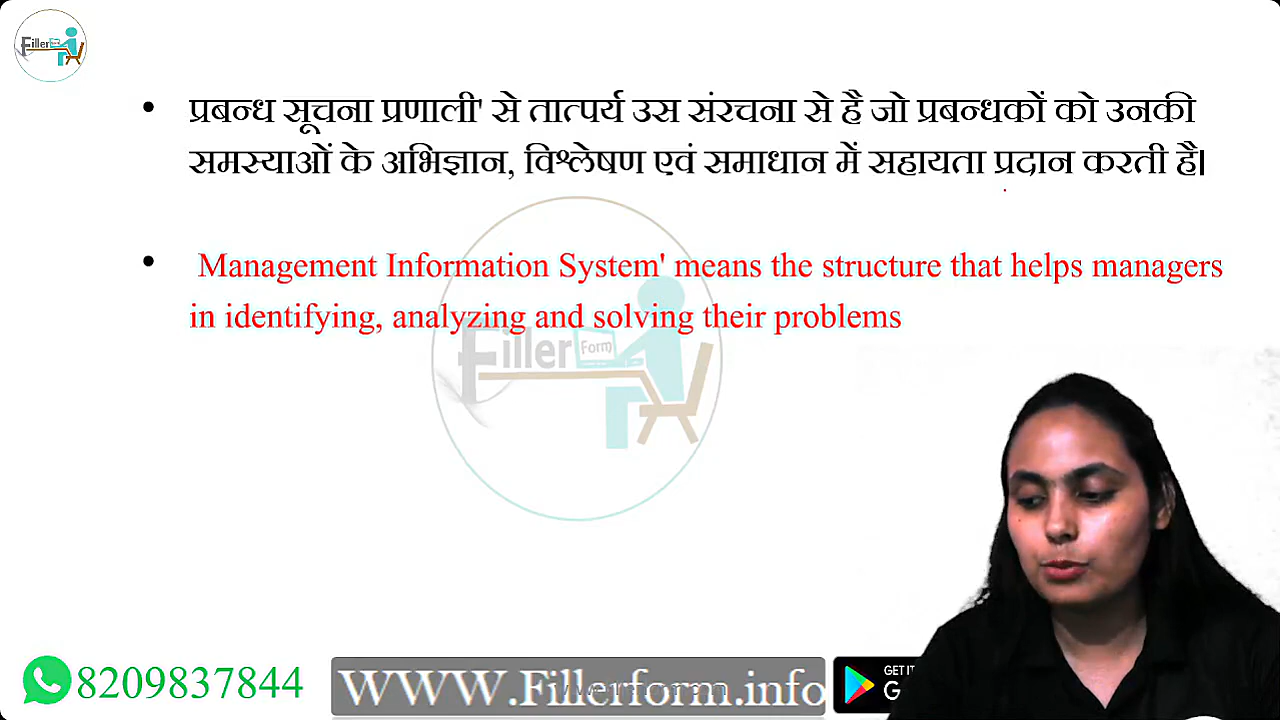 Filler
प्रबन्ध सूचना प्रणाली' से तात्पर्य उस संरचना से है जो प्रबन्धकों को उनकी
समस्याओं के अभिज्ञान, विश्लेषण एवं समाधान में सहायता प्रदान करती है।
Management Information System' means the structure that helps managers
in identifying, analyzing and solving their problems
Filler Form
8209837844
WWW.Fillerform.info
GET IT
G